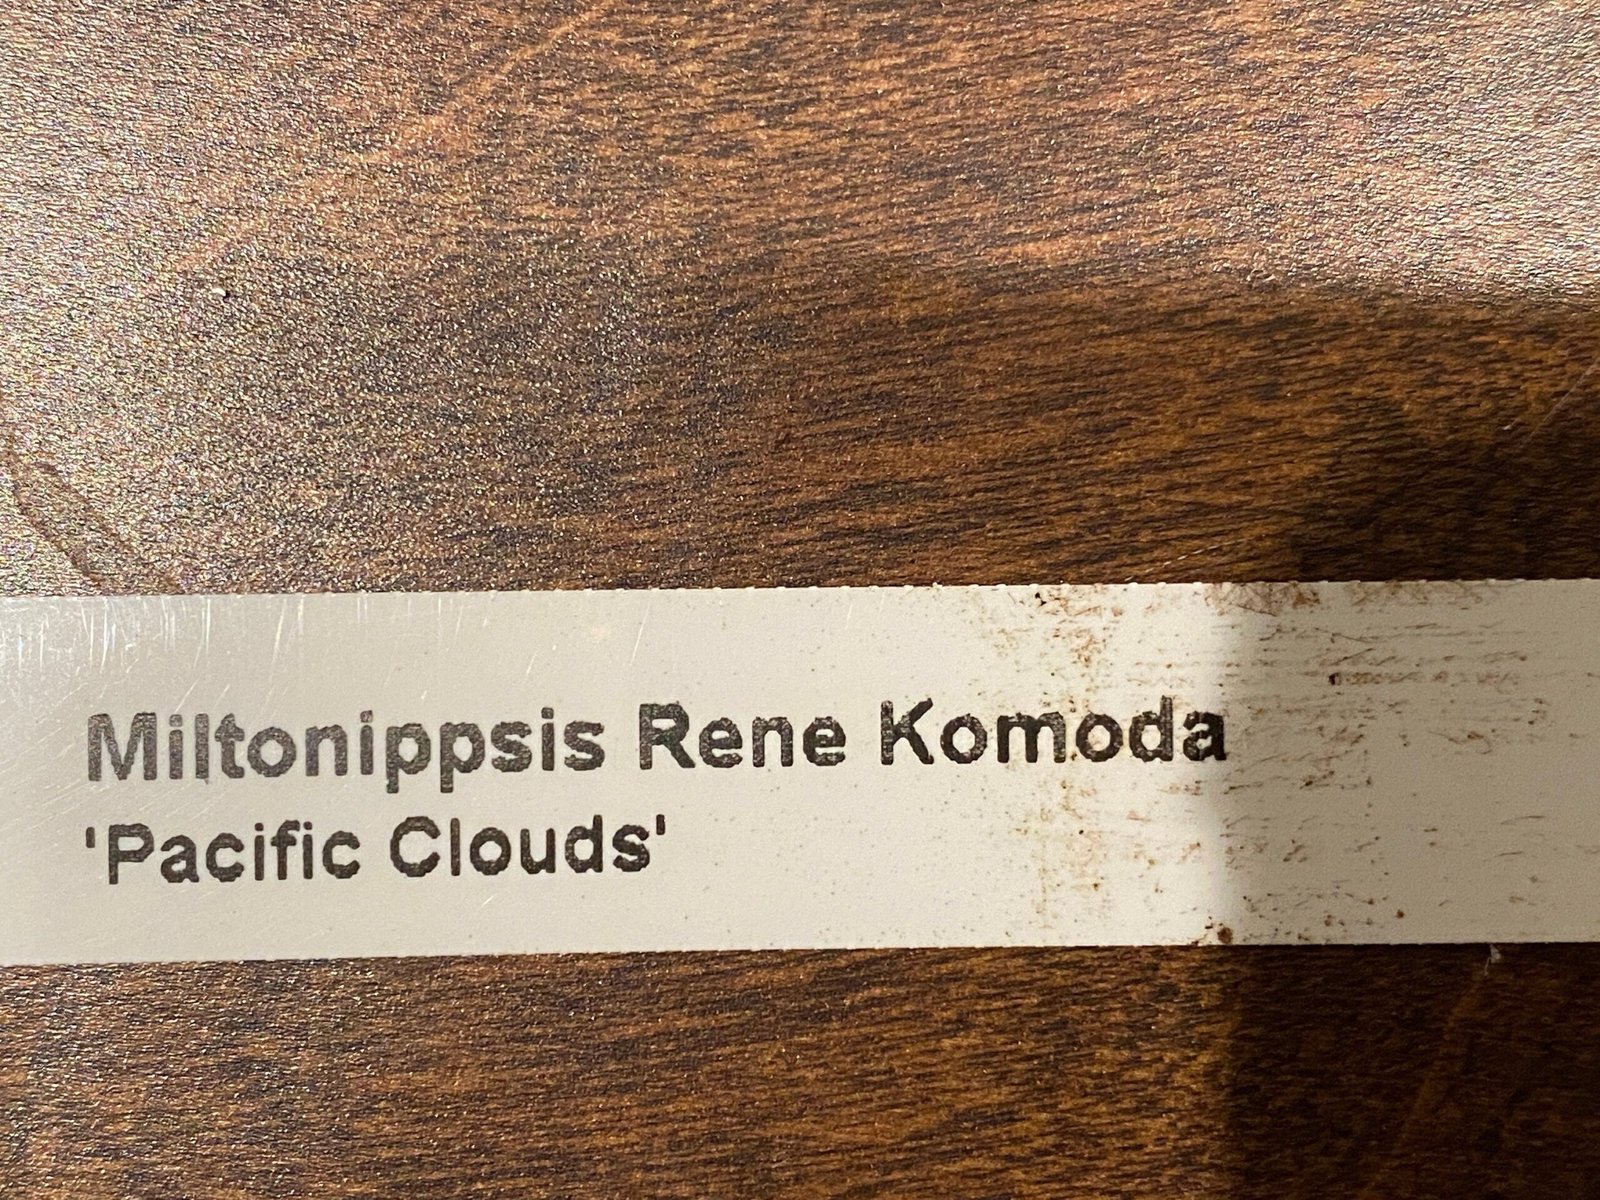 Miltonippsis Rene Komoda
'Pacific Clouds'